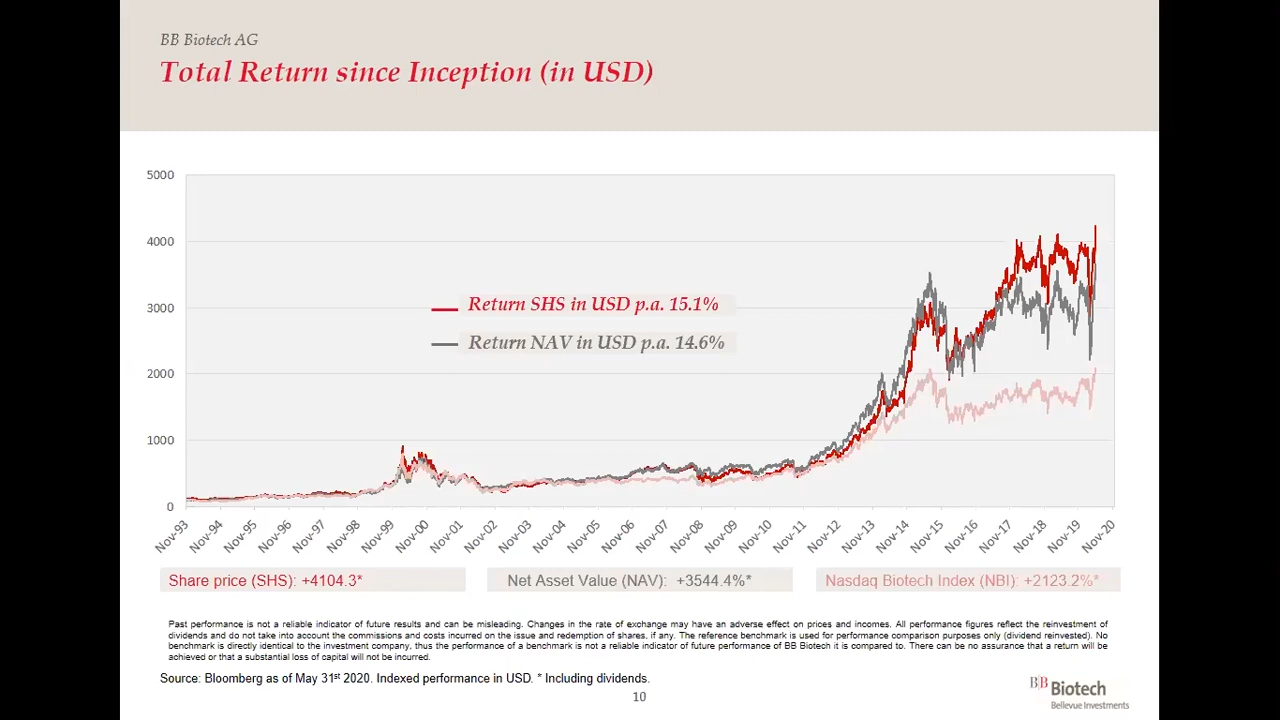 BB Biotech AG
Total Return since Inception (in USD)
5000
4000
3000
2000
1000
0
Return SHS in USD p.a. 15.1%
Return NAV in USD p.a. 14.6%
Nov-93
Nov-94
Nov-95
Nov-96
Nov-97
Nov-98
Nov-99
Nov-00
Nov-01
Nov-02
Nov-03
Nov-04
Nov-05
Nov-06
Nov-07
Nov-08
Nov-09
Nov-10
Nov-11
Nov-12
Nov-13
Nov-14
Nov-15
Nov-16
Nov-17
Nov-18
Nov-19
Nov-20
Share price (SHS): +4104.3*
Net Asset Value (NAV): +3544.4%*
Nasdaq Biotech Index (NBI): +2123.2%*
Past performance is not a reliable indicator of future results and can be misleading. Changes in the rate of exchange may have an adverse effect on prices and incomes. All performance figures reflect the reinvestment of
dividends and do not take into account the commissions and costs incurred on the issue and redemption of shares, if any. The reference benchmark is used for performance comparison purposes only (dividend reinvested). No
benchmark is directly identical to the investment company, thus the performance of a benchmark is not a reliable indicator of future performance of BB Biotech it is compared to. There can be no assurance that a return will be
achieved or that a substantial loss of capital will not be incurred.
Source: Bloomberg as of May 31st 2020. Indexed performance in USD. * Including dividends.
10
BB Biotech
Bellevue Investments